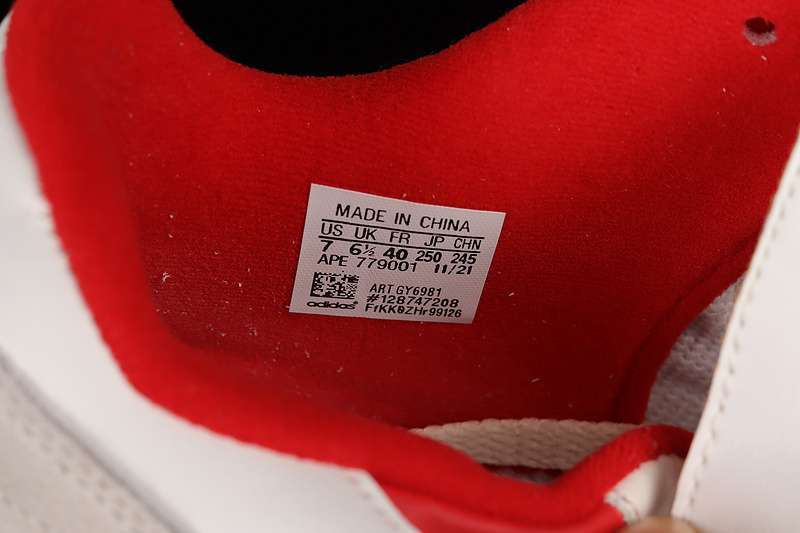 MADE IN CHINA
US UK FR JP CHN
7 6½ 40 250 245
APE 779001 11/21
ART GY6981
#128747208
adidas FrKK0ZHr99126